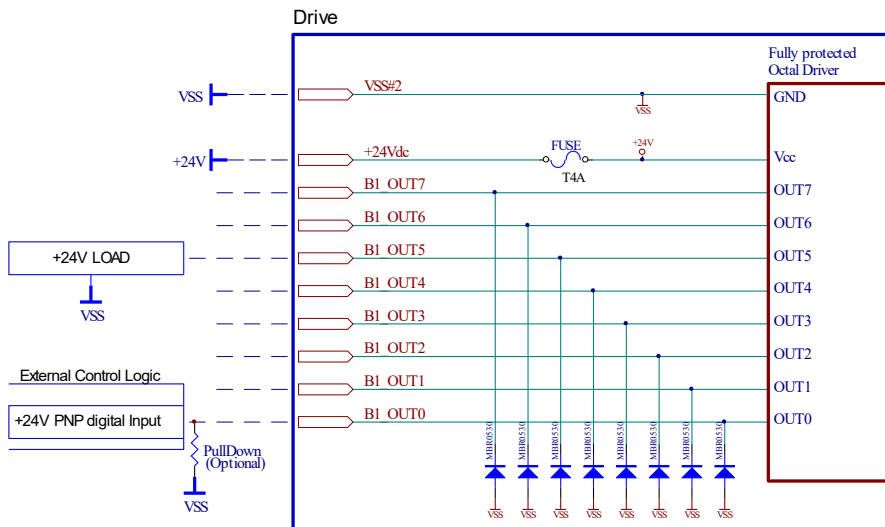 Drive
Fully protected
Octal Driver
VSS
VSS#2
VSS
GND
+24V
+24Vdc
FUSE
T4A
+24V
Vcc
B1_OUT7
OUT7
B1_OUT6
OUT6
+24V LOAD
B1_OUT5
OUT5
VSS
B1_OUT4
OUT4
B1_OUT3
OUT3
B1_OUT2
OUT2
External Control Logic
B1_OUT1
OUT1
+24V PNP digital Input
B1_OUT0
OUT0
PullDown
(Optional)
VSS
MBR0530
MBR0530
MBR0530
MBR0530
MBR0530
MBR0530
MBR0530
MBR0530
VSS
VSS
VSS
VSS
VSS
VSS
VSS
VSS